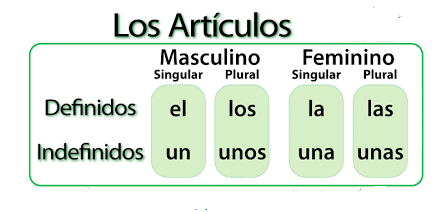 Los Artículos
Masculino Feminino
Singular Plural Singular Plural
Definidos el los la las
Indefinidos un unos una unas